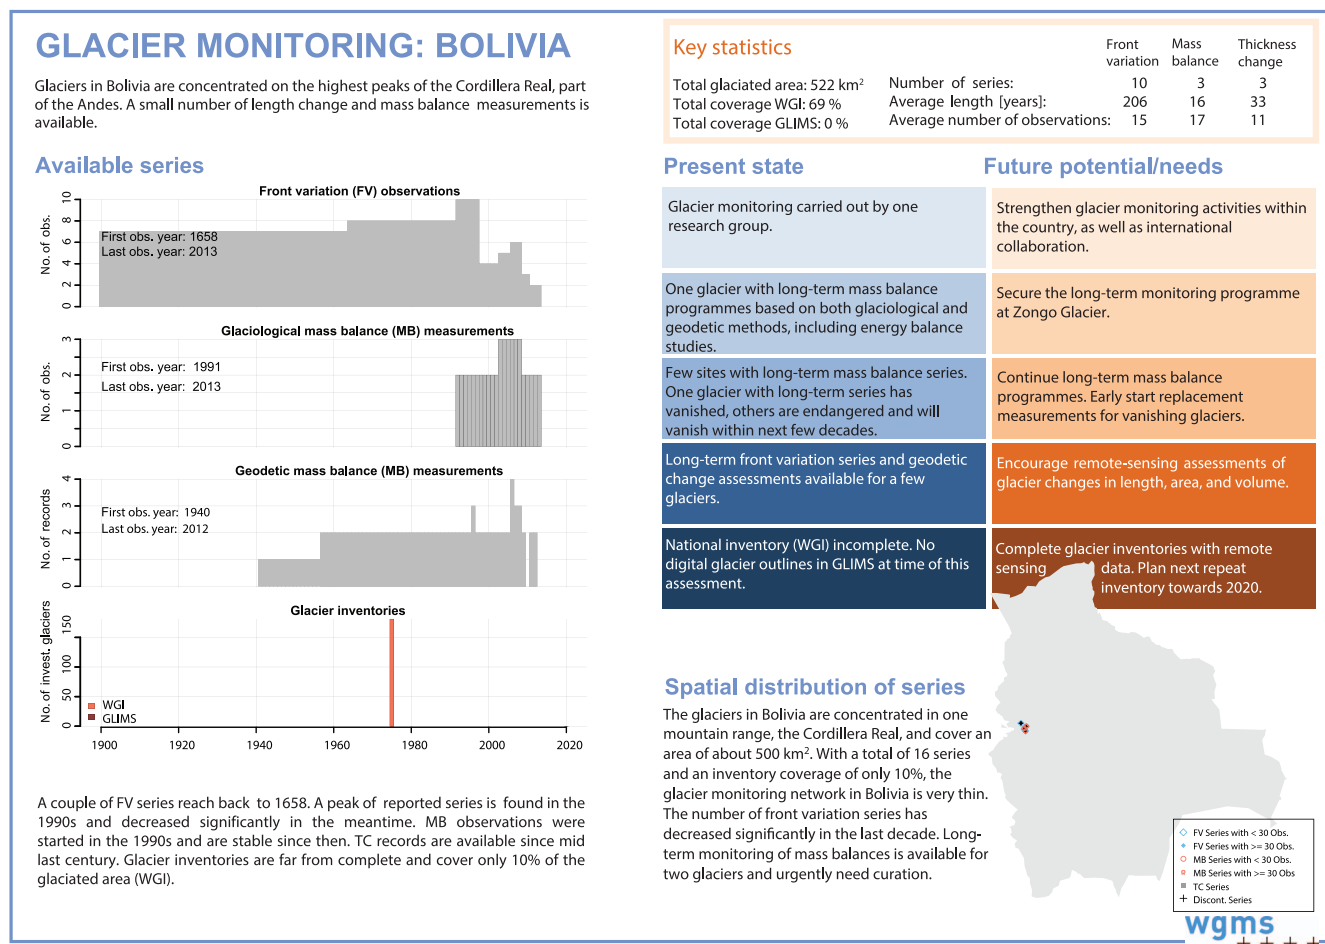 GLACIER MONITORING: BOLIVIA
Glaciers in Bolivia are concentrated on the highest peaks of the Cordillera Real, part
of the Andes. A small number of length change and mass balance measurements is
available.
Key statistics
Total glaciated area: 522 km²
Total coverage WGI: 69 %
Total coverage GLIMS: 0 %
Front variation Mass balance Thickness change
Number of series: 10 3 3
Average length [years]: 206 16 33
Average number of observations: 15 17 11
Available series
Front variation (FV) observations
No. of obs.
0 2 4 6 8 10
First obs. year: 1658
Last obs. year: 2013
Glaciological mass balance (MB) measurements
No. of obs.
0 1 2 3
First obs. year: 1991
Last obs. year: 2013
Geodetic mass balance (MB) measurements
No. of records
0 1 2 3 4
First obs. year: 1940
Last obs. year: 2012
Glacier inventories
No. of invest. glaciers
0 50 100 150
WGI
GLIMS
1900 1920 1940 1960 1980 2000 2020
A couple of FV series reach back to 1658. A peak of reported series is found in the
1990s and decreased significantly in the meantime. MB observations were
started in the 1990s and are stable since then. TC records are available since mid
last century. Glacier inventories are far from complete and cover only 10% of the
glaciated area (WGI).
Present state
Glacier monitoring carried out by one
research group.
One glacier with long-term mass balance
programmes based on both glaciological and
geodetic methods, including energy balance
studies.
Few sites with long-term mass balance series.
One glacier with long-term series has
vanished, others are endangered and will
vanish within next few decades.
Long-term front variation series and geodetic
change assessments available for a few
glaciers.
National inventory (WGI) incomplete. No
digital glacier outlines in GLIMS at time of this
assessment.
Future potential/needs
Strengthen glacier monitoring activities within
the country, as well as international
collaboration.
Secure the long-term monitoring programme
at Zongo Glacier.
Continue long-term mass balance
programmes. Early start replacement
measurements for vanishing glaciers.
Encourage remote-sensing assessments of
glacier changes in length, area, and volume.
Complete glacier inventories with remote
sensing data. Plan next repeat
inventory towards 2020.
Spatial distribution of series
The glaciers in Bolivia are concentrated in one
mountain range, the Cordillera Real, and cover an
area of about 500 km². With a total of 16 series
and an inventory coverage of only 10%, the
glacier monitoring network in Bolivia is very thin.
The number of front variation series has
decreased significantly in the last decade. Long-
term monitoring of mass balances is available for
two glaciers and urgently need curation.
FV Series with < 30 Obs.
FV Series with >= 30 Obs.
MB Series with < 30 Obs.
MB Series with >= 30 Obs
TC Series
Discont. Series
wgms